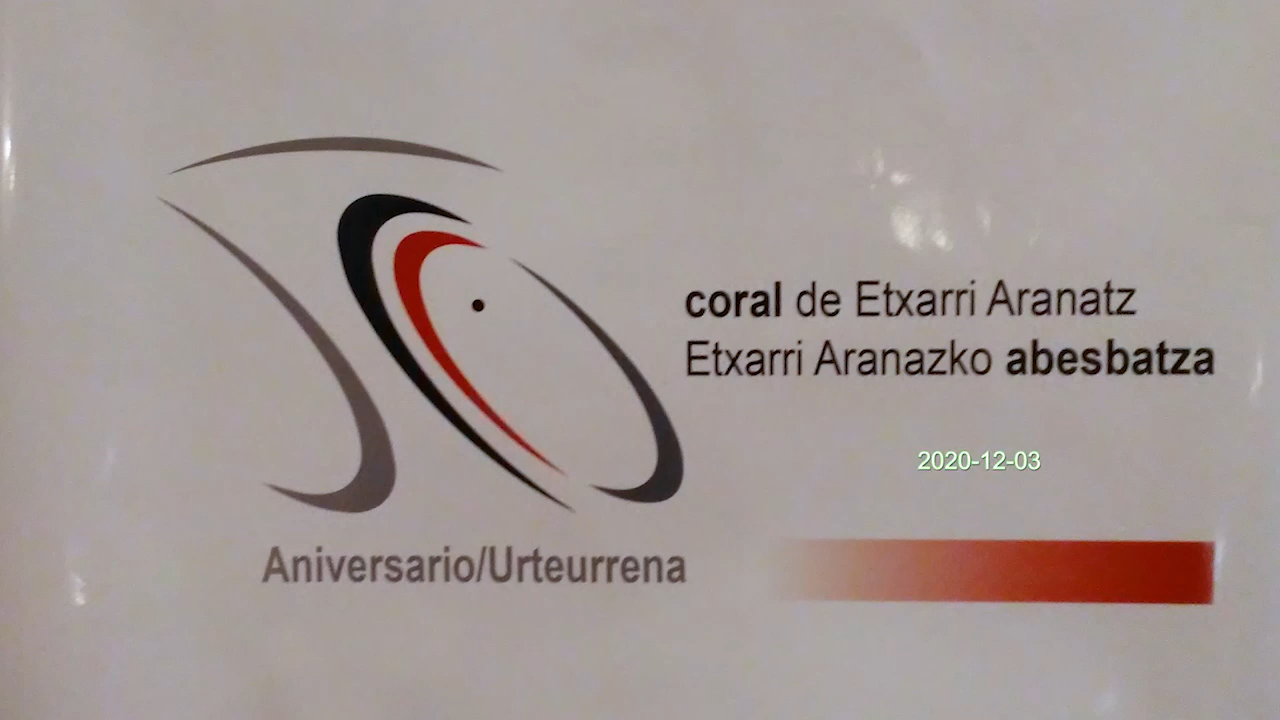 coral de Etxarri Aranatz
Etxarri Aranazko abesbatza
2020-12-03
Aniversario/Urteurrena